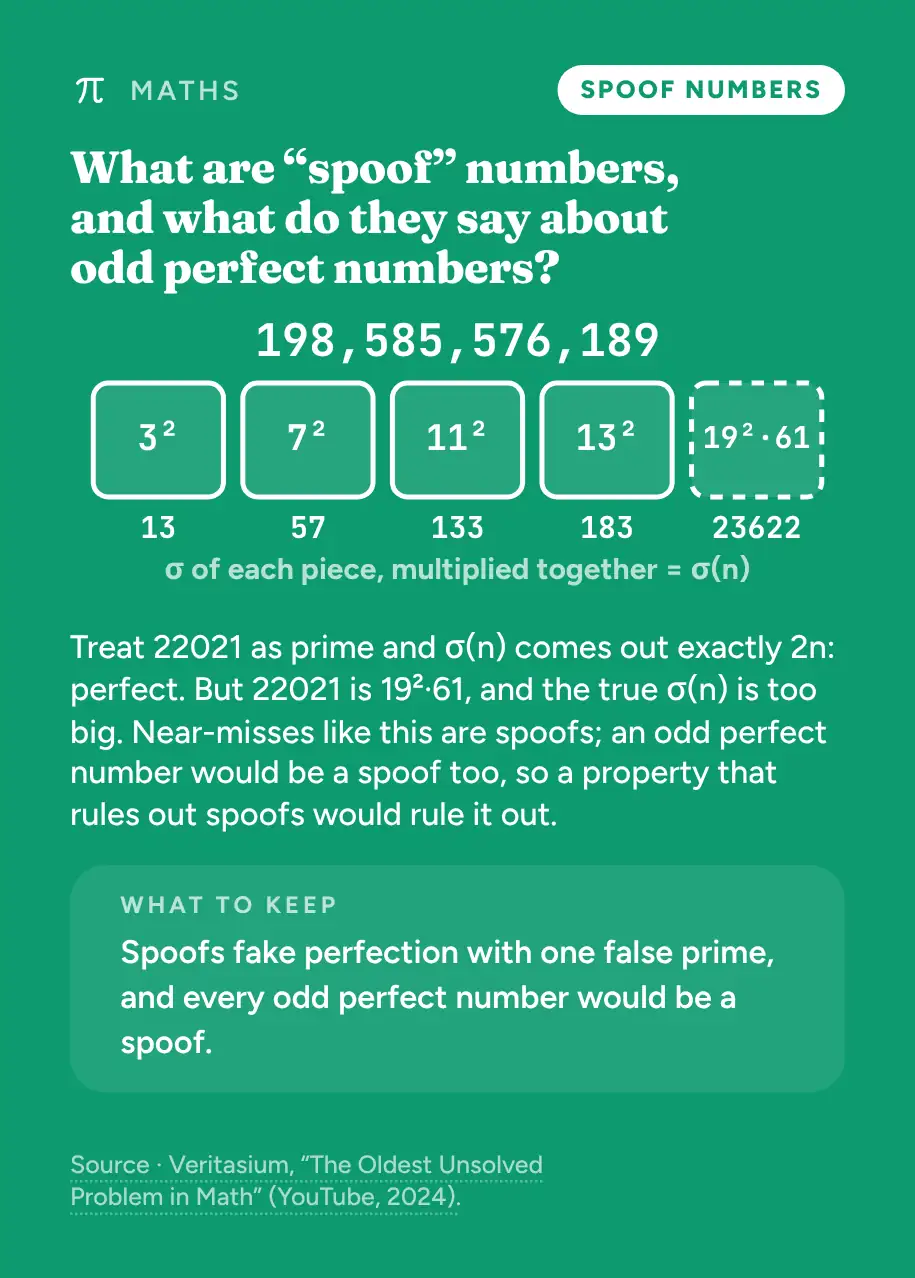 π MATHS
SPOOF NUMBERS
What are “spoof” numbers,
and what do they say about
odd perfect numbers?
198,585,576,189
3² 7² 11² 13² 19²·61
13 57 133 183 23622
σ of each piece, multiplied together = σ(n)
Treat 22021 as prime and σ(n) comes out exactly 2n:
perfect. But 22021 is 19²·61, and the true σ(n) is too
big. Near-misses like this are spoofs; an odd perfect
number would be a spoof too, so a property that
rules out spoofs would rule it out.
WHAT TO KEEP
Spoofs fake perfection with one false prime,
and every odd perfect number would be a
spoof.
Source · Veritasium, “The Oldest Unsolved
Problem in Math” (YouTube, 2024).